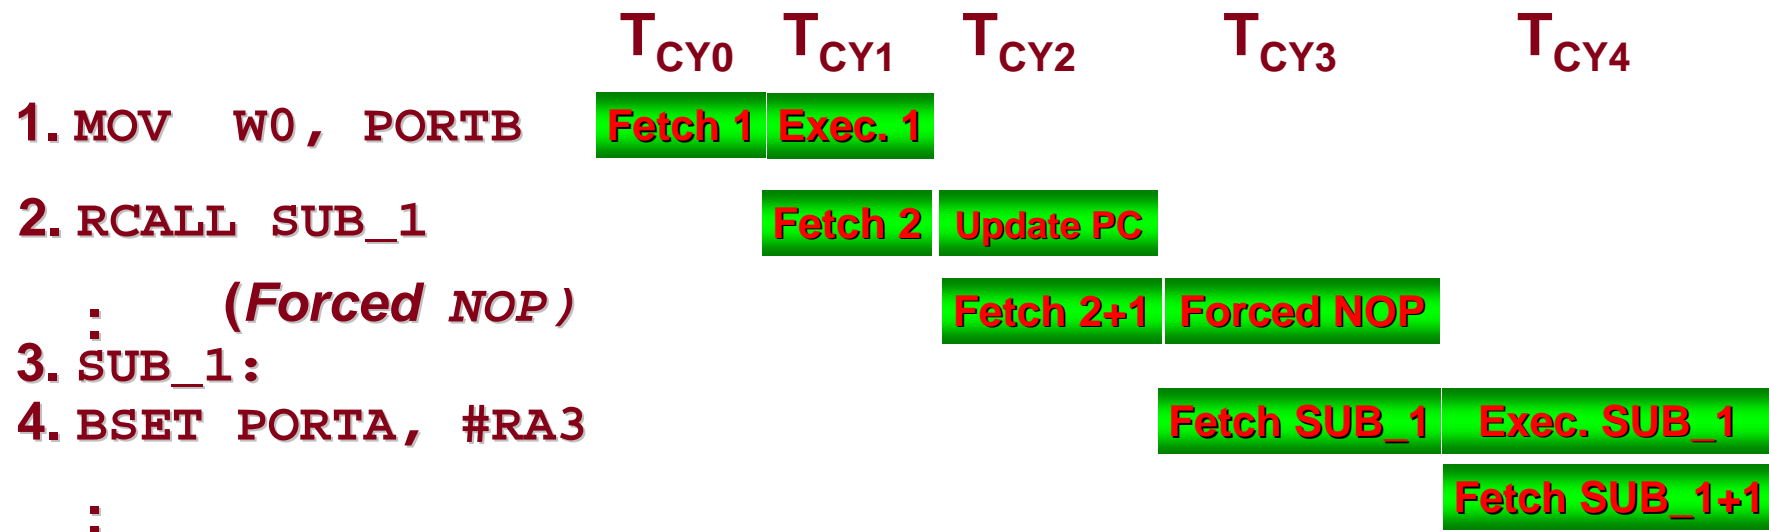 TCY0 TCY1 TCY2 TCY3 TCY4
1. MOV W0, PORTB Fetch 1 Exec. 1
2. RCALL SUB_1 Fetch 2 Update PC
: (Forced NOP) Fetch 2+1 Forced NOP
3. SUB_1:
4. BSET PORTA, #RA3 Fetch SUB_1 Exec. SUB_1
: Fetch SUB_1+1